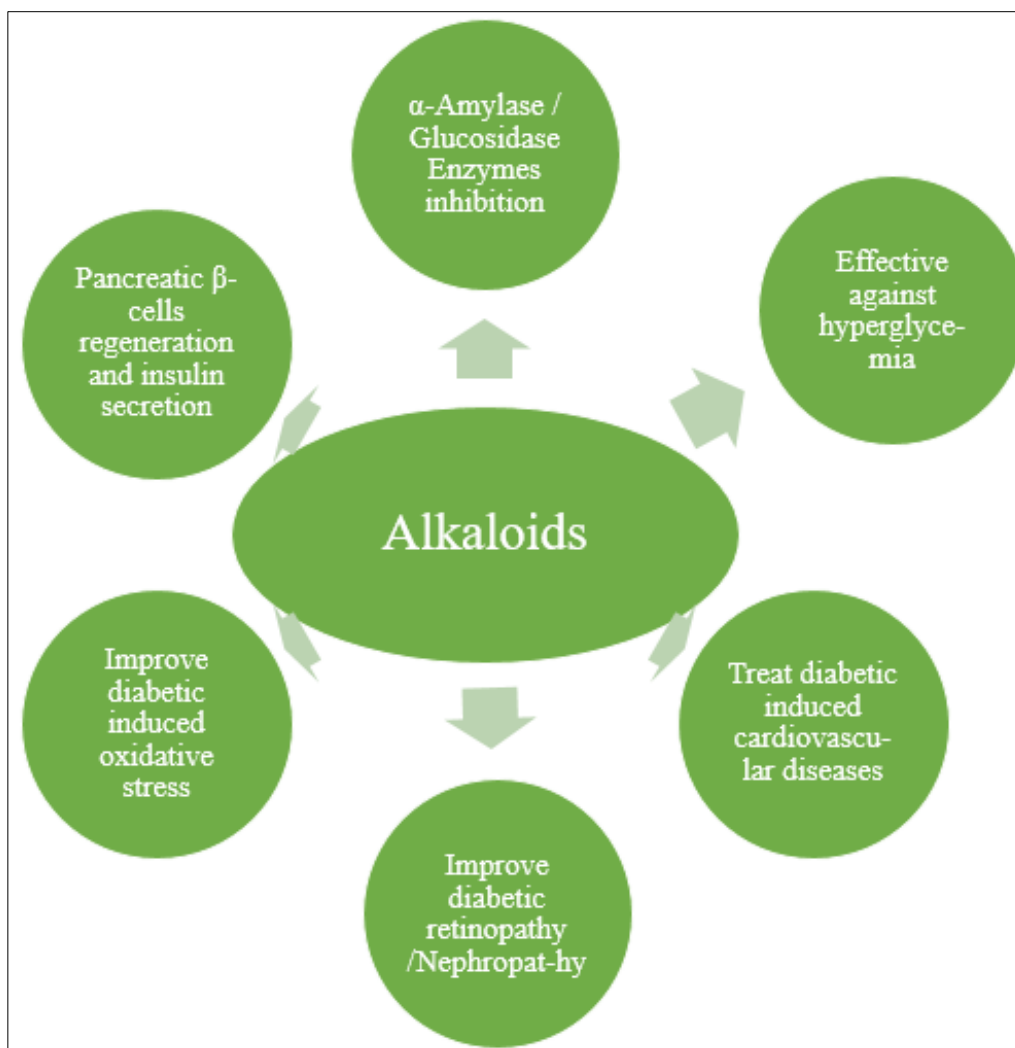 α-Amylase /
Glucosidase
Enzymes
inhibition
Effective
against
hyperglyce-
mia
Treat diabetic
induced
cardiovascu-
lar diseases
Improve
diabetic
retinopathy
/Nephropat-hy
Improve
diabetic
induced
oxidative
stress
Pancreatic β-
cells
regeneration
and insulin
secretion
Alkaloids